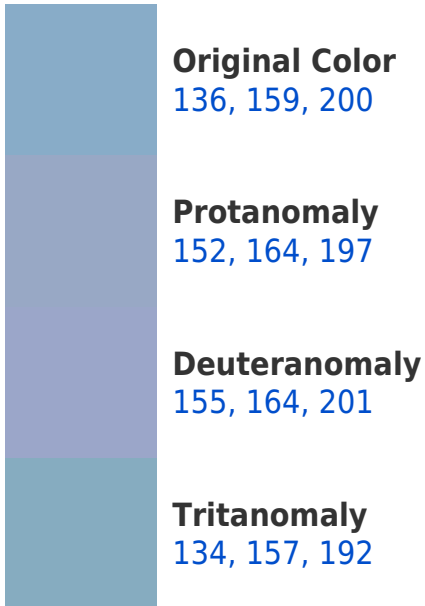 Original Color
136, 159, 200
Protanomaly
152, 164, 197
Deuteranomaly
155, 164, 201
Tritanomaly
134, 157, 192